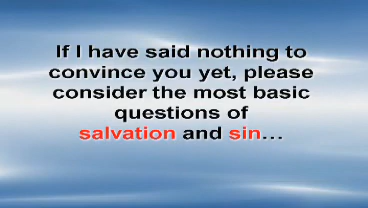 If I have said nothing to
convince you yet, please
consider the most basic
questions of
salvation and sin...